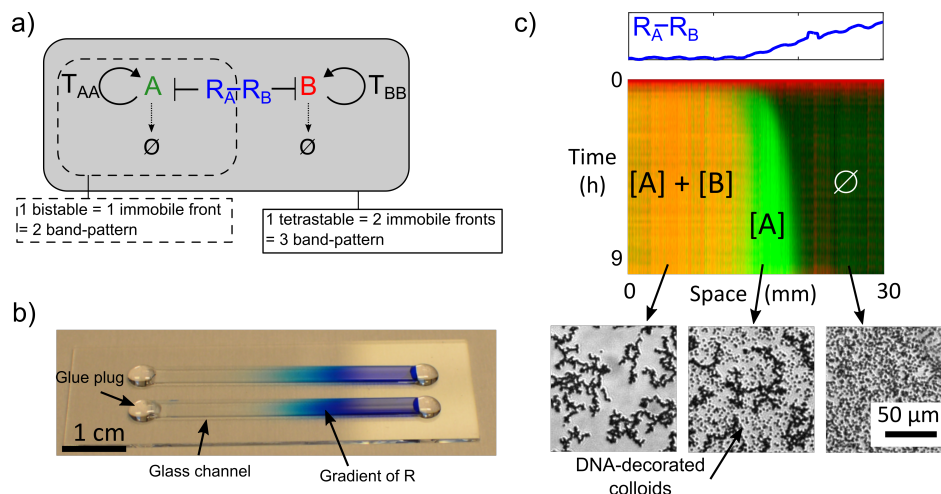 a)
T_AA A R_A–R_B B T_BB
Ø Ø
1 bistable = 1 immobile front
= 2 band-pattern
1 tetrastable = 2 immobile fronts
= 3 band-pattern
b)
Glue plug
1 cm
Glass channel
Gradient of R
c)
R_A–R_B
0
Time
(h)
[A] + [B]
[A]
Ø
9
0 Space (mm) 30
50 µm
DNA-decorated
colloids